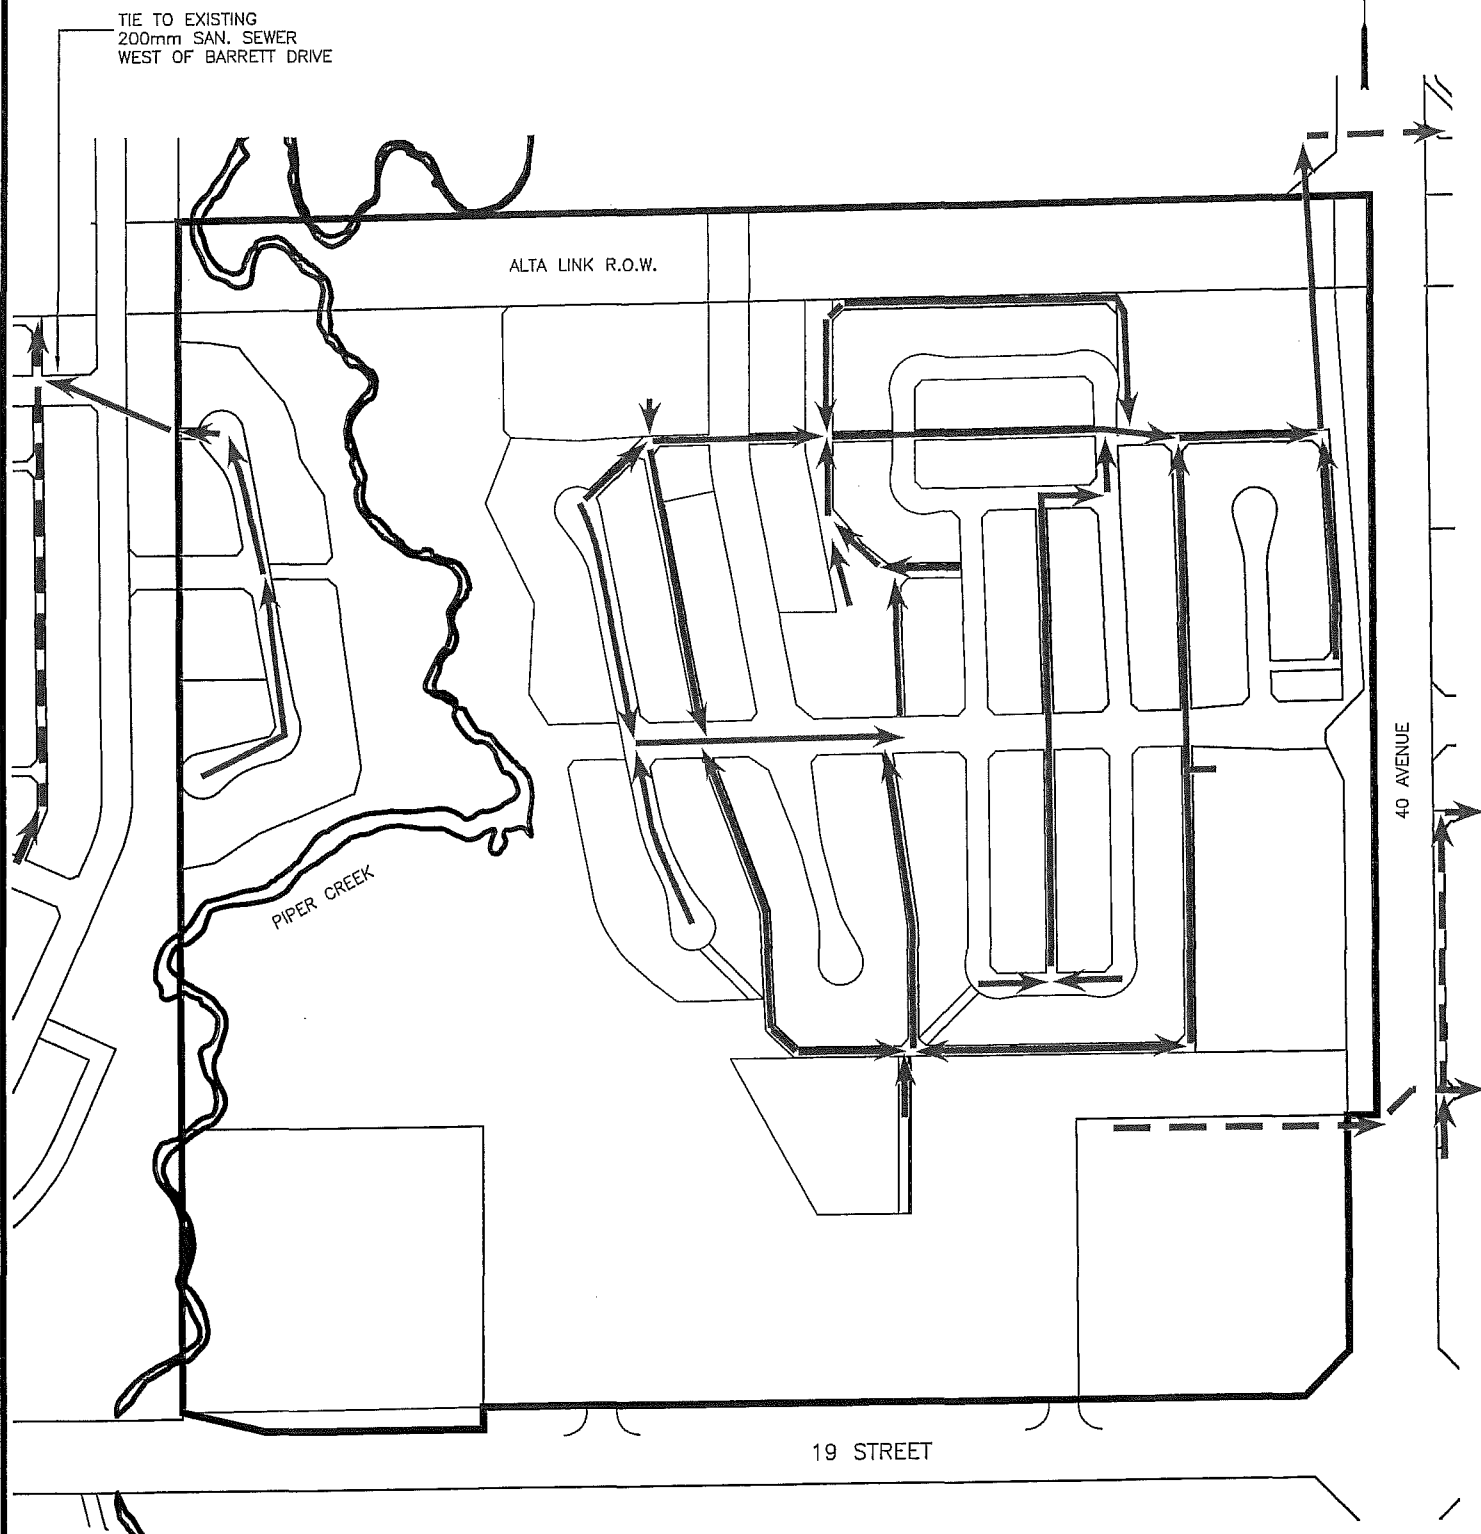 TIE TO EXISTING
200mm SAN. SEWER
WEST OF BARRETT DRIVE
ALTA LINK R.O.W.
40 AVENUE
PIPER CREEK
19 STREET